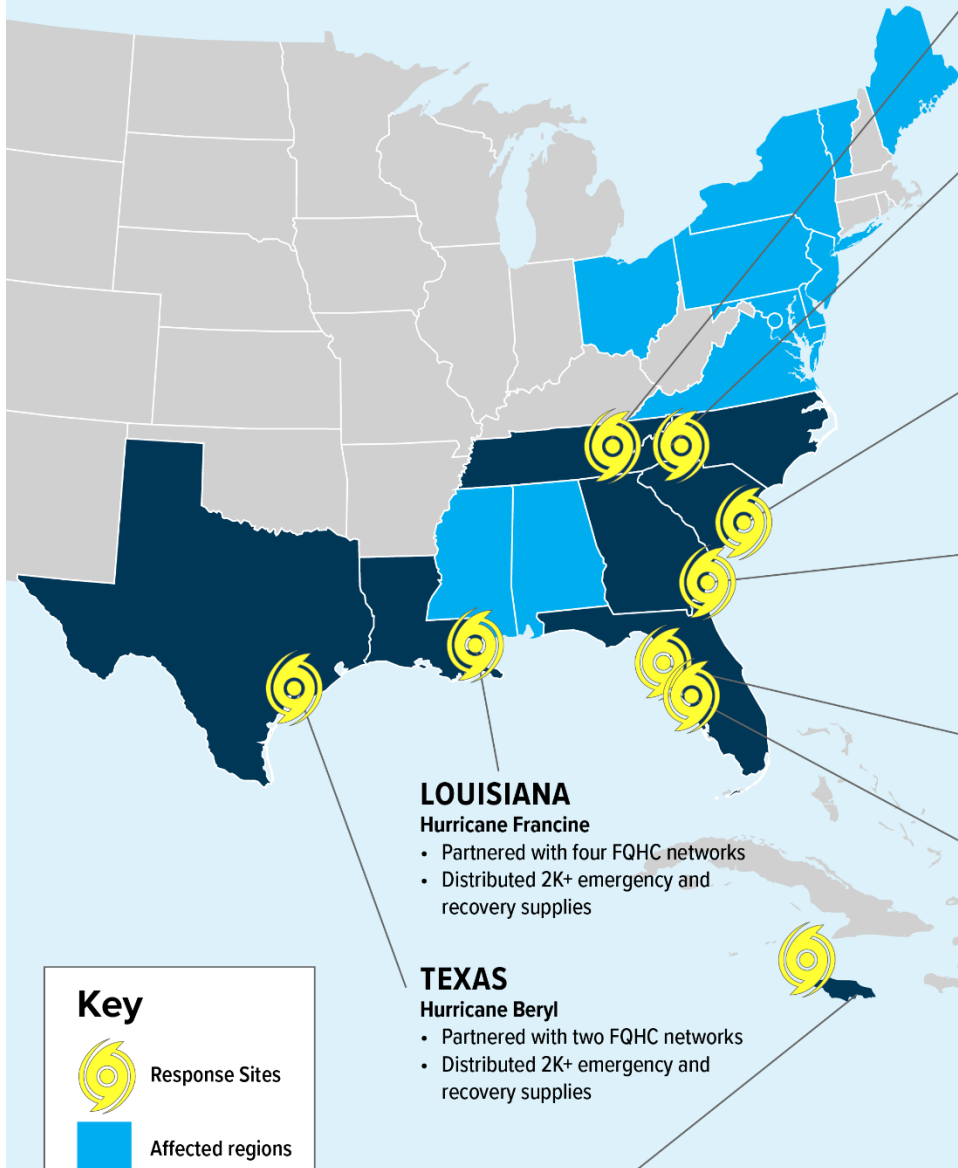 LOUISIANA
Hurricane Francine
• Partnered with four FQHC networks
• Distributed 2K+ emergency and
recovery supplies
TEXAS
Hurricane Beryl
• Partnered with two FQHC networks
• Distributed 2K+ emergency and
recovery supplies
Key
Response Sites
Affected regions